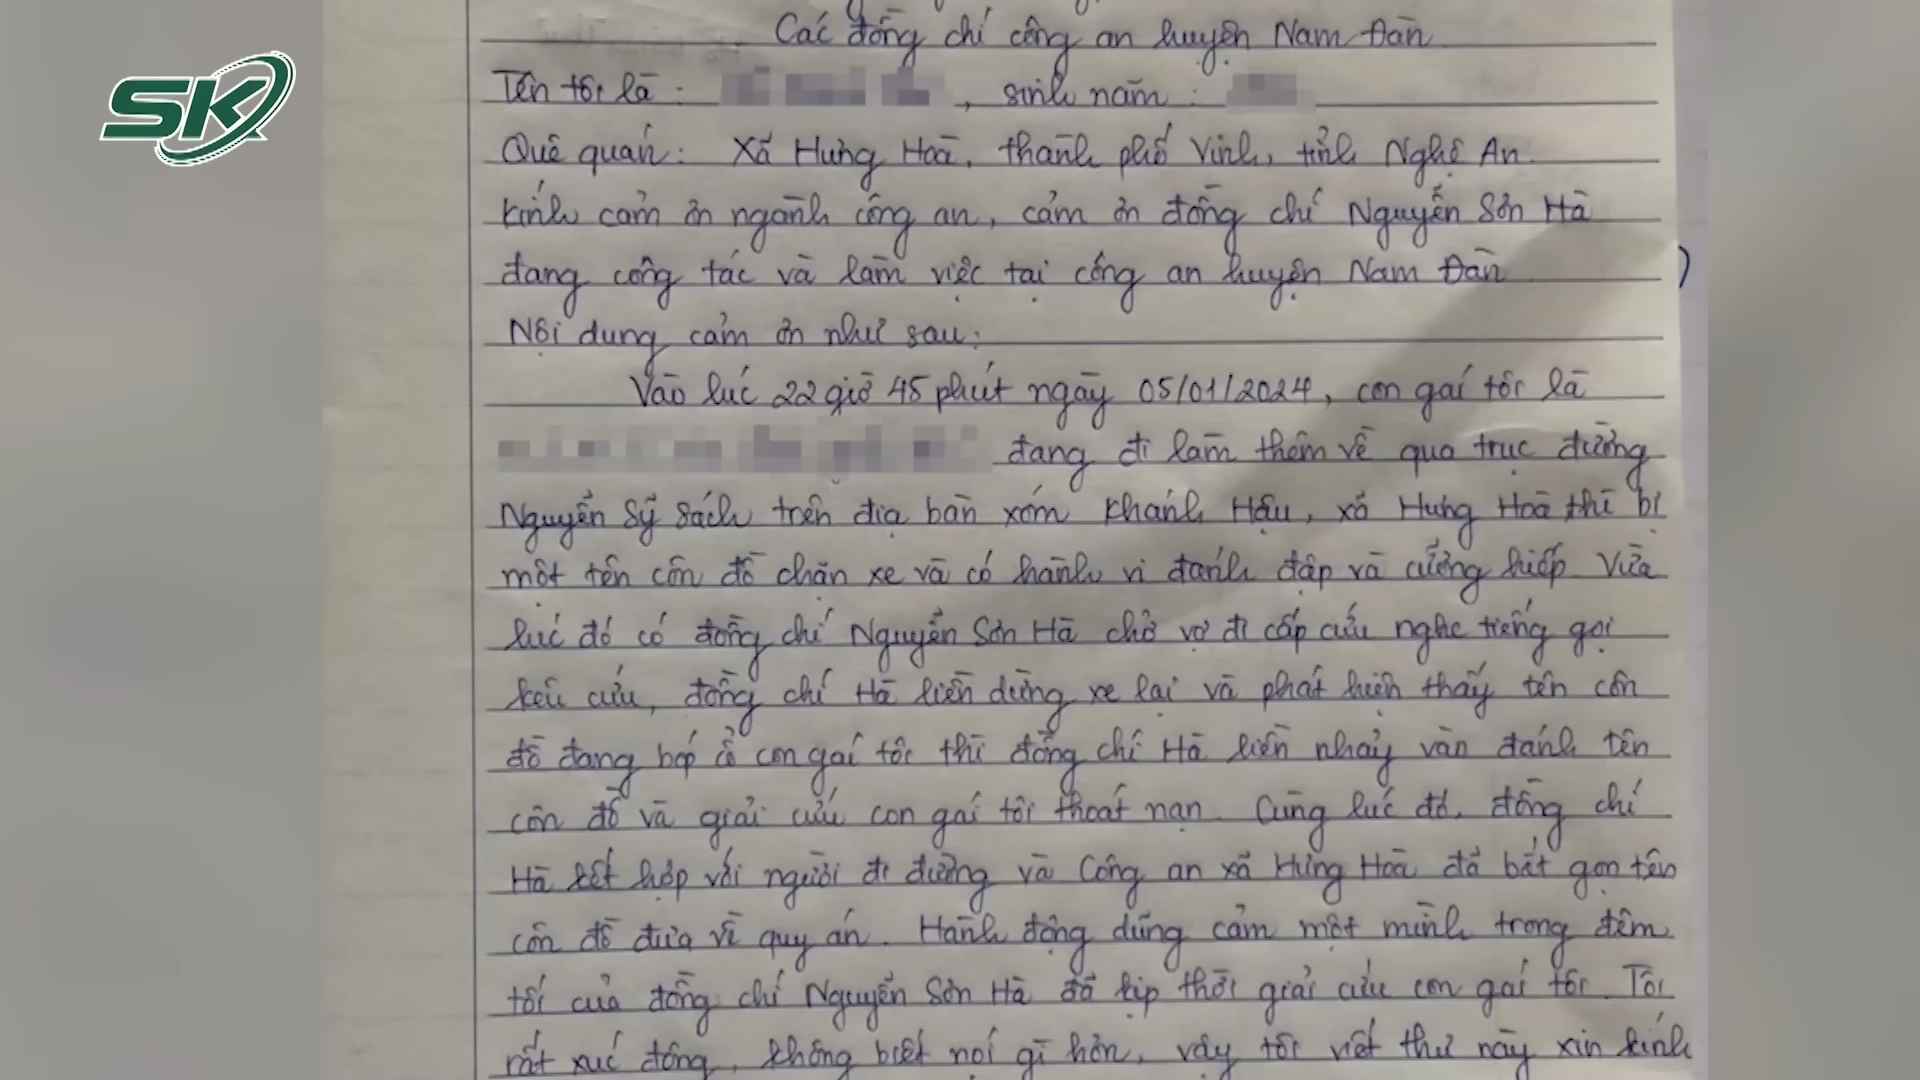 SK
Các đồng chí công an huyện Nam Đàn
Tên tôi là: , sinh năm:
Quê quán: Xã Hưng Hoà, thành phố Vinh, tỉnh Nghệ An
Kính cảm ơn ngành công an, cảm ơn đồng chí Nguyễn Sơn Hà
đang công tác và làm việc tại công an huyện Nam Đàn
Nội dung cảm ơn như sau:
Vào lúc 22 giờ 45 phút ngày 05/01/2024, con gái tôi là
đang đi làm thêm về qua trục đường
Nguyễn Sỹ Sách trên địa bàn xóm Khánh Hậu, xã Hưng Hoà thì bị
một tên côn đồ chặn xe và có hành vi đánh đập và cưỡng hiếp. Vừa
lúc đó có đồng chí Nguyễn Sơn Hà chở vợ đi cấp cứu nghe tiếng gọi
kêu cứu, đồng chí Hà liền dừng xe lại và phát hiện thấy tên côn
đồ đang bóp cổ con gái tôi thì đồng chí Hà liền nhảy vào đánh tên
côn đồ và giải cứu con gái tôi thoát nạn. Cùng lúc đó, đồng chí
Hà kết hợp với người đi đường và Công an xã Hưng Hoà đã bắt gọn tên
côn đồ đưa về quy án. Hành động dũng cảm một mình trong đêm
tối của đồng chí Nguyễn Sơn Hà đã kịp thời giải cứu con gái tôi. Tôi
rất xúc động, không biết nói gì hơn, vậy tôi viết thư này xin kính